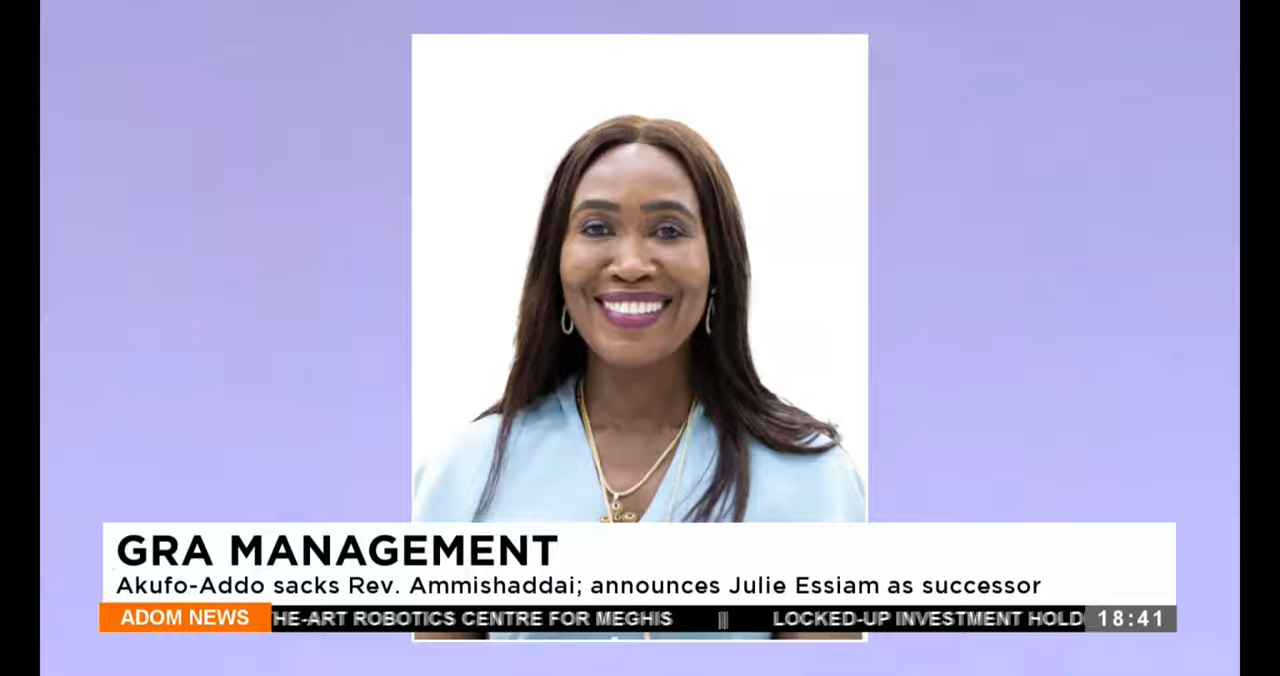 GRA MANAGEMENT
Akufo-Addo sacks Rev. Ammishaddai; announces Julie Essiam as successor
ADOM NEWS HE-ART ROBOTICS CENTRE FOR MEGHIS || LOCKED-UP INVESTMENT HOLD 18:41